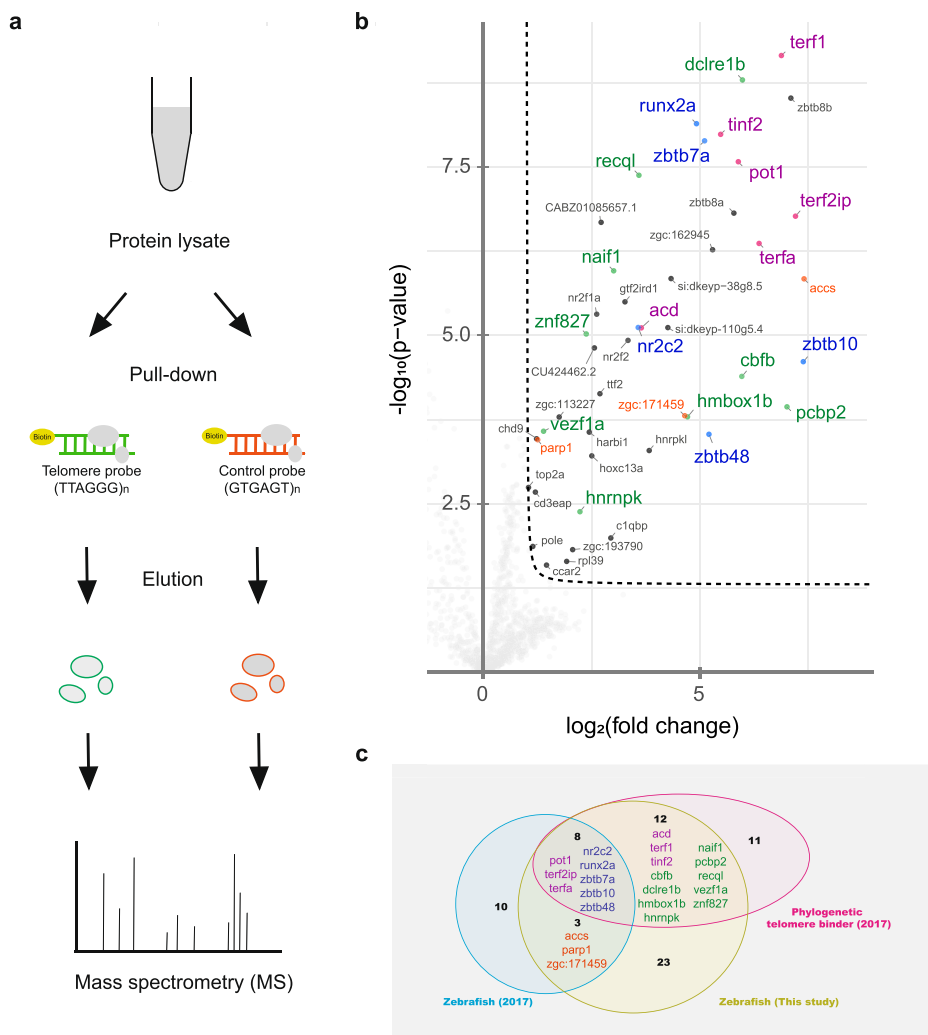 a
Protein lysate
Pull-down
Biotin
Biotin
Telomere probe
(TTAGGG)n
Control probe
(GTGAGT)n
Elution
Mass spectrometry (MS)
b
-log₁₀(p−value)
7.5
5.0
2.5
0
5
log₂(fold change)
terf1
dclre1b
zbtb8b
runx2a
tinf2
zbtb7a
recql
pot1
zbtb8a
terf2ip
CABZ01085657.1
zgc:162945
terfa
naif1
si:dkeyp−38g8.5
accs
gtf2ird1
nr2f1a
acd
znf827
si:dkeyp-110g5.4
nr2c2
zbtb10
nr2f2
cbfb
CU424462.2
ttf2
zgc:171459
hmbox1b
zgc:113227
pcbp2
vezf1a
chd9
parp1
harbi1
hnrpkl
zbtb48
hoxc13a
top2a
hnrnpk
cd3eap
c1qbp
pole
zgc:193790
rpl39
ccar2
c
12
8
11
acd
terf1
tinf2
cbfb
dclre1b
hmbox1b
hnrnpk
naif1
pcbp2
recql
vezf1a
znf827
pot1
terf2ip
terfa
nr2c2
runx2a
zbtb7a
zbtb10
zbtb48
10
3
accs
parp1
zgc:171459
23
Phylogenetic
telomere binder (2017)
Zebrafish (2017)
Zebrafish (This study)